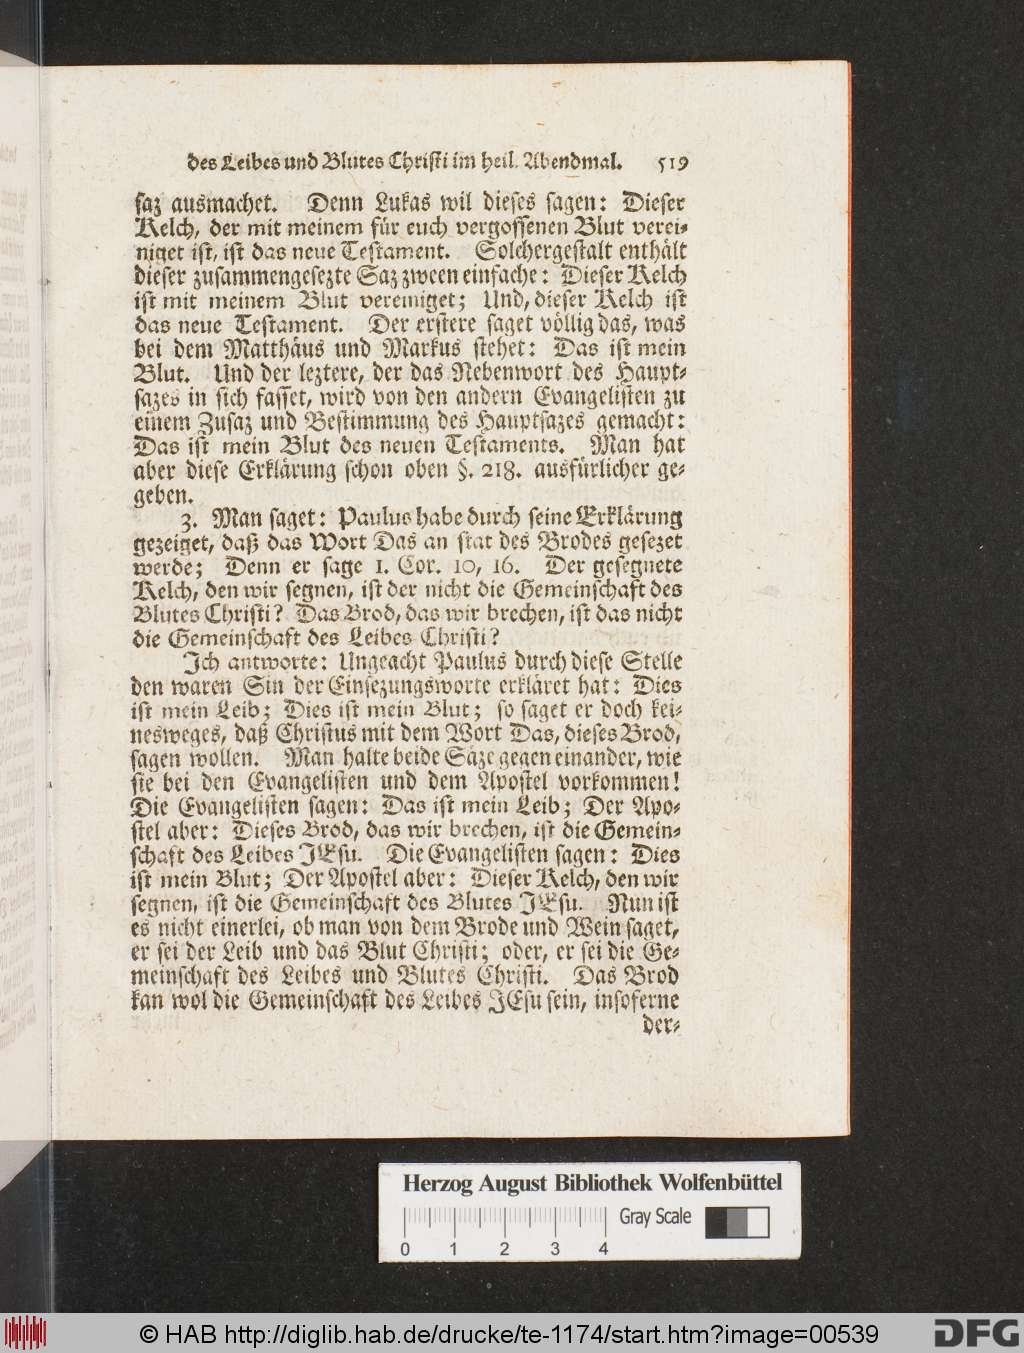 des Leibes und Blutes Christi im heil. Abendmal. 519
saz ausmachet. Denn Lukas wil dieses sagen: Dieser
Kelch, der mit meinem für euch vergossenen Blut verei-
niget ist, ist das neue Testament. Solchergestalt enthält
dieser zusammengesezte Saz zween einfache: Dieser Kelch
ist mit meinem Blut vereiniget; Und, dieser Kelch ist
das neue Testament. Der erstere saget völlig das, was
bei dem Matthäus und Markus stehet: Das ist mein
Blut. Und der leztere, der das Nebenwort des Haupt-
sazes in sich fasset, wird von den andern Evangelisten zu
einem Zusaz und Bestimmung des Hauptsazes gemacht:
Das ist mein Blut des neuen Testaments. Man hat
aber diese Erklärung schon oben §. 218. ausfürlicher ge-
geben.
3. Man saget: Paulus habe durch seine Erklärung
gezeiget, daß das Wort Das an stat des Brodes gesezet
werde; Denn er sage 1. Cor. 10, 16. Der gesegnete
Kelch, den wir segnen, ist der nicht die Gemeinschaft des
Blutes Christi? Das Brod, das wir brechen, ist das nicht
die Gemeinschaft des Leibes Christi?
Ich antworte: Ungeacht Paulus durch diese Stelle
den waren Sin der Einsezungsworte erkläret hat: Dies
ist mein Leib; Dies ist mein Blut; so saget er doch kei-
nesweges, daß Christus mit dem Wort Das, dieses Brod,
sagen wollen. Man halte beide Säze gegen einander, wie
sie bei den Evangelisten und dem Apostel vorkommen!
Die Evangelisten sagen: Das ist mein Leib; Der Apo-
stel aber: Dieses Brod, das wir brechen, ist die Gemein-
schaft des Leibes JEsu. Die Evangelisten sagen: Dies
ist mein Blut; Der Apostel aber: Dieser Kelch, den wir
segnen, ist die Gemeinschaft des Blutes JEsu. Nun ist
es nicht einerlei, ob man von dem Brode und Wein saget,
er sei der Leib und das Blut Christi; oder, er sei die Ge-
meinschaft des Leibes und Blutes Christi. Das Brod
kan wol die Gemeinschaft des Leibes JEsu sein, insoferne
der-
Herzog August Bibliothek Wolfenbüttel
Gray Scale
0 1 2 3 4
© HAB http://diglib.hab.de/drucke/te-1174/start.htm?image=00539
DFG